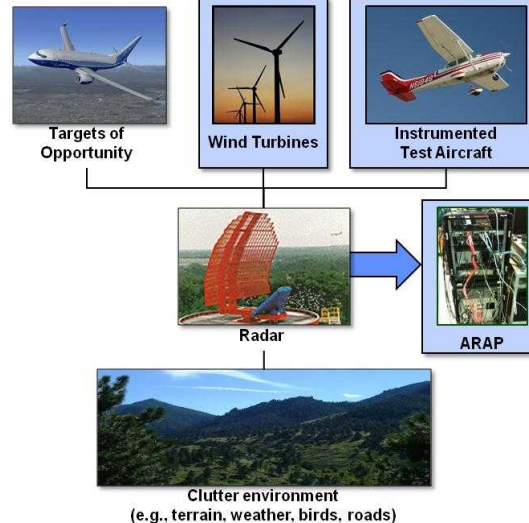 Targets of
Opportunity
Wind Turbines
Instrumented
Test Aircraft
Radar
ARAP
Clutter environment
(e.g., terrain, weather, birds, roads)